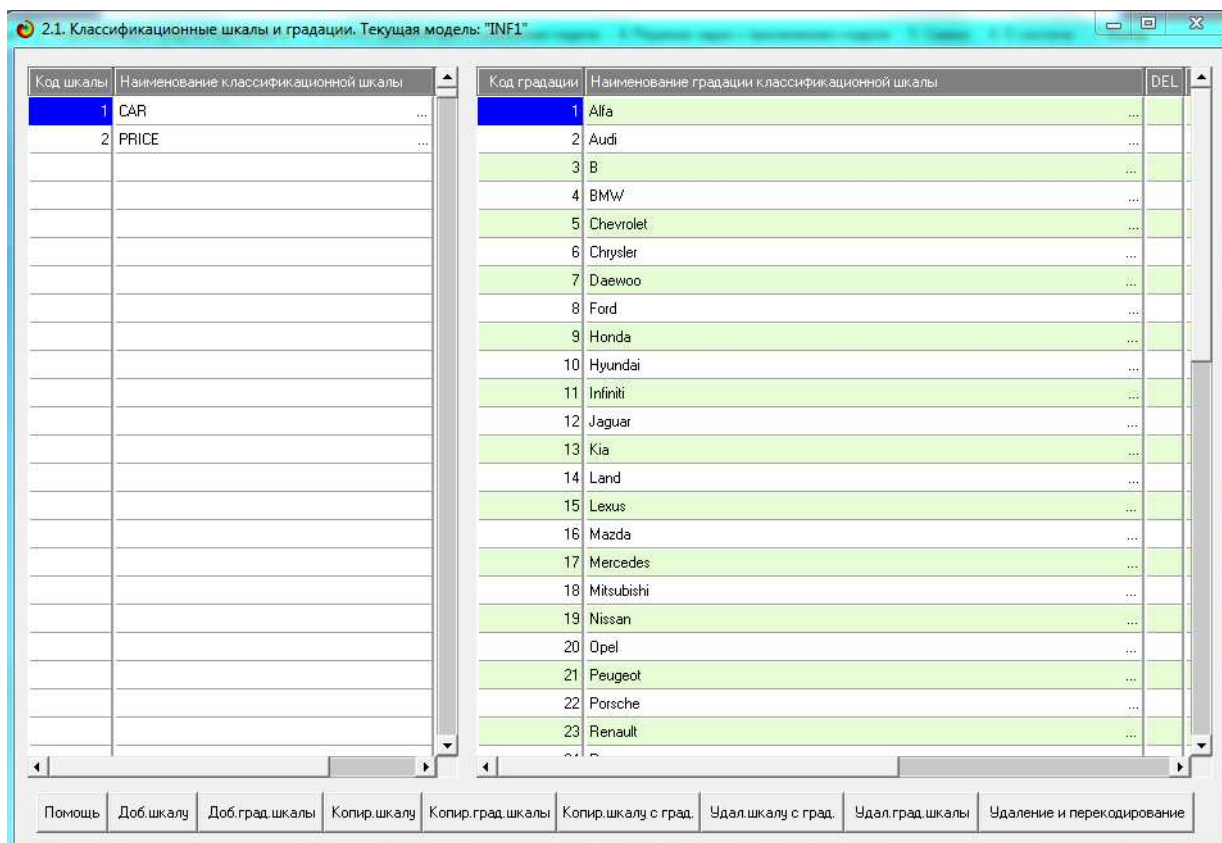 2.1. Классификационные шкалы и градации. Текущая модель: "INF1"
Код шкалы Наименование классификационной шкалы
1 CAR ...
2 PRICE ...
Код градации Наименование градации классификационной шкалы DEL
1 Alfa ...
2 Audi ...
3 B ...
4 BMW ...
5 Chevrolet ...
6 Chrysler ...
7 Daewoo ...
8 Ford ...
9 Honda ...
10 Hyundai ...
11 Infiniti ...
12 Jaguar ...
13 Kia ...
14 Land ...
15 Lexus ...
16 Mazda ...
17 Mercedes ...
18 Mitsubishi ...
19 Nissan ...
20 Opel ...
21 Peugeot ...
22 Porsche ...
23 Renault ...
Помощь Доб.шкалу Доб.град.шкалы Копир.шкалу Копир.град.шкалы Копир.шкалу с град. Удал.шкалу с град. Удал.град.шкалы Удаление и перекодирование